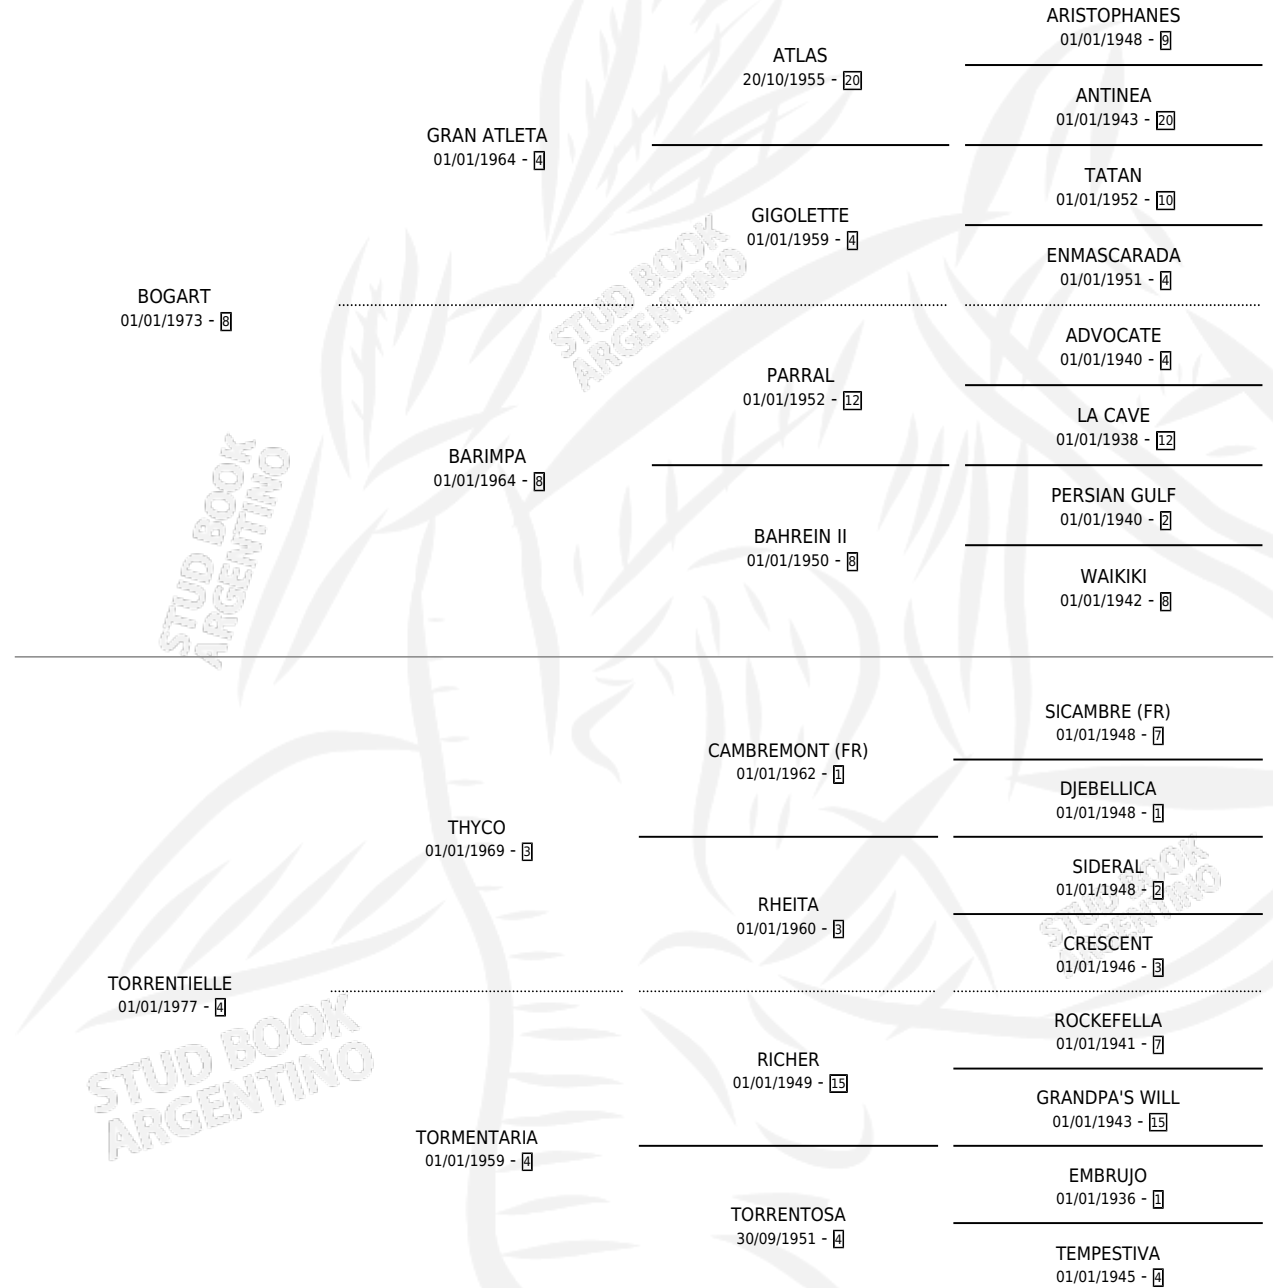 ARISTOPHANES
01/01/1948 - 9
ATLAS
20/10/1955 - 20
ANTINEA
01/01/1943 - 20
GRAN ATLETA
01/01/1964 - 4
TATAN
01/01/1952 - 10
GIGOLETTE
01/01/1959 - 4
ENMASCARADA
01/01/1951 - 4
BOGART
01/01/1973 - 8
STUD BOOK
ARGENTINO
ADVOCATE
01/01/1940 - 4
PARRAL
01/01/1952 - 12
LA CAVE
01/01/1938 - 12
BARIMPA
01/01/1964 - 8
PERSIAN GULF
01/01/1940 - 2
BAHREIN II
01/01/1950 - 8
WAIKIKI
01/01/1942 - 8
STUD BOOK
ARGENTINO
SICAMBRE (FR)
01/01/1948 - 7
CAMBREMONT (FR)
01/01/1962 - 1
DJEBELLICA
01/01/1948 - 1
THYCO
01/01/1969 - 3
SIDERAL
01/01/1948 - 2
RHEITA
01/01/1960 - 3
STUD BOOK
ARGENTINO
CRESCENT
01/01/1946 - 3
TORRENTIELLE
01/01/1977 - 4
STUD BOOK
ARGENTINO
ROCKEFELLA
01/01/1941 - 7
RICHER
01/01/1949 - 15
GRANDPA'S WILL
01/01/1943 - 15
TORMENTARIA
01/01/1959 - 4
EMBRUJO
01/01/1936 - 1
TORRENTOSA
30/09/1951 - 4
TEMPESTIVA
01/01/1945 - 4